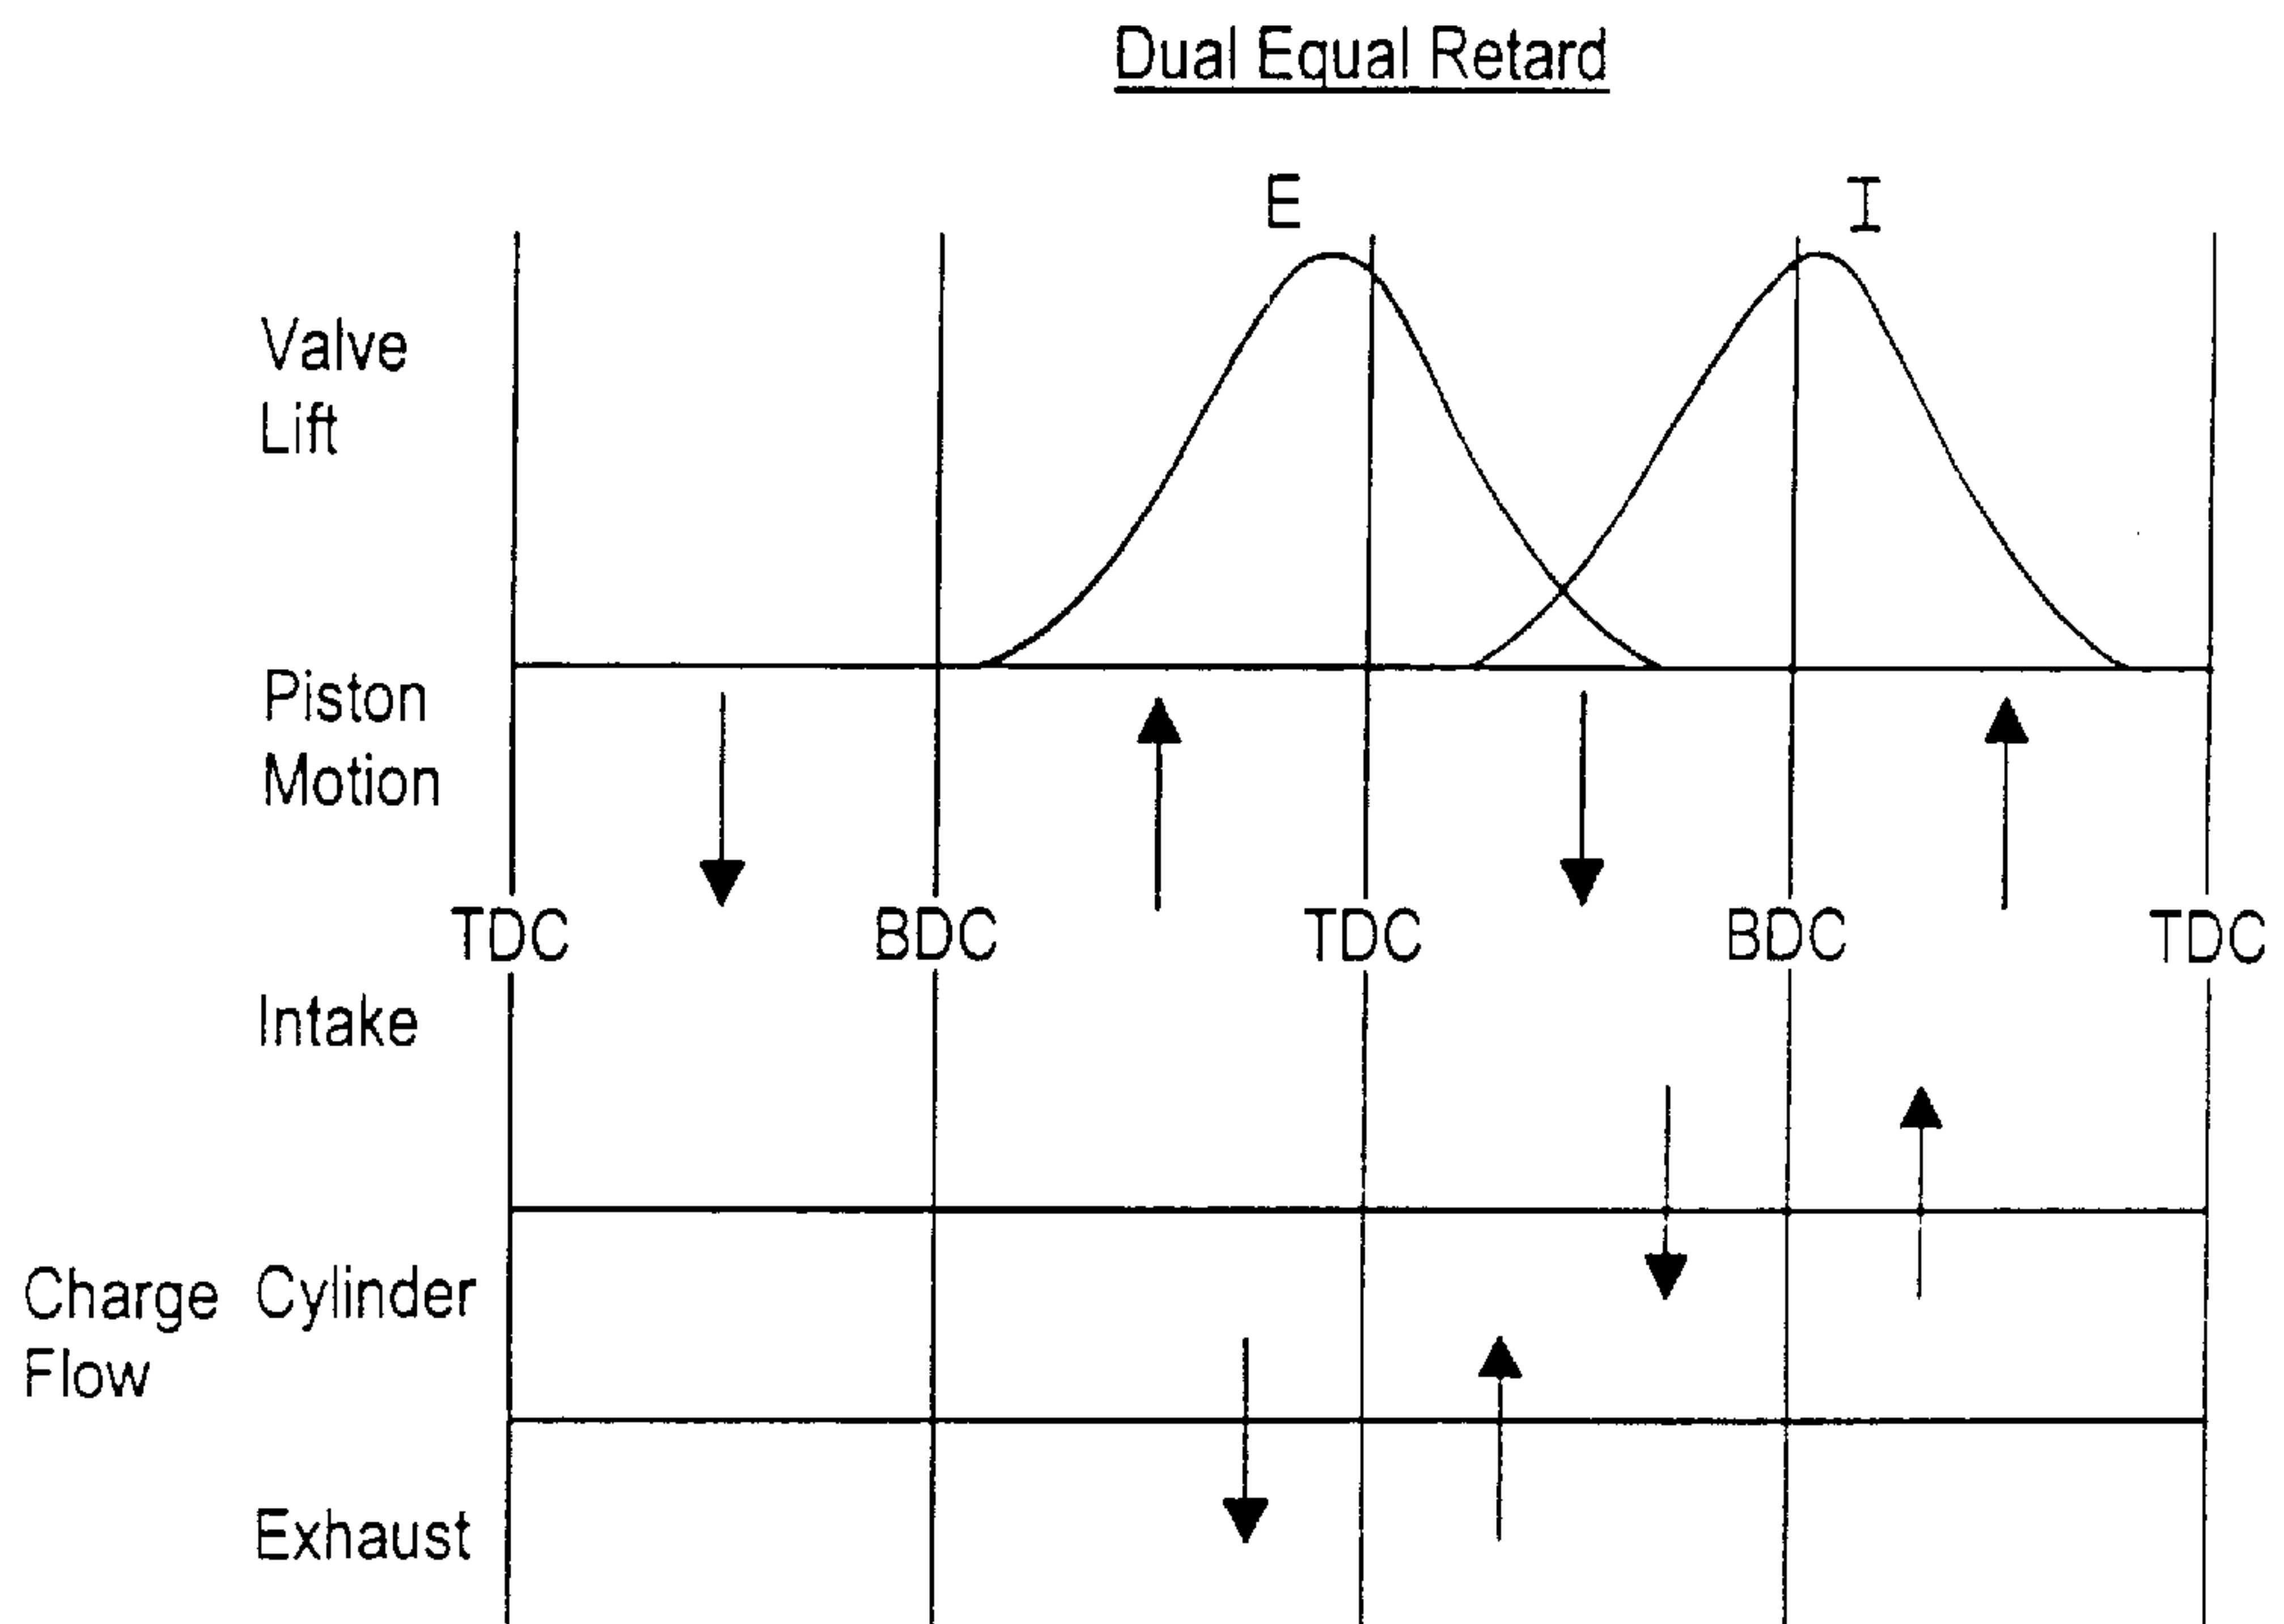 Dual Equal Retard
E
I
Valve
Lift
Piston
Motion
TDC BDC TDC BDC TDC
Intake
Charge Cylinder
Flow
Exhaust